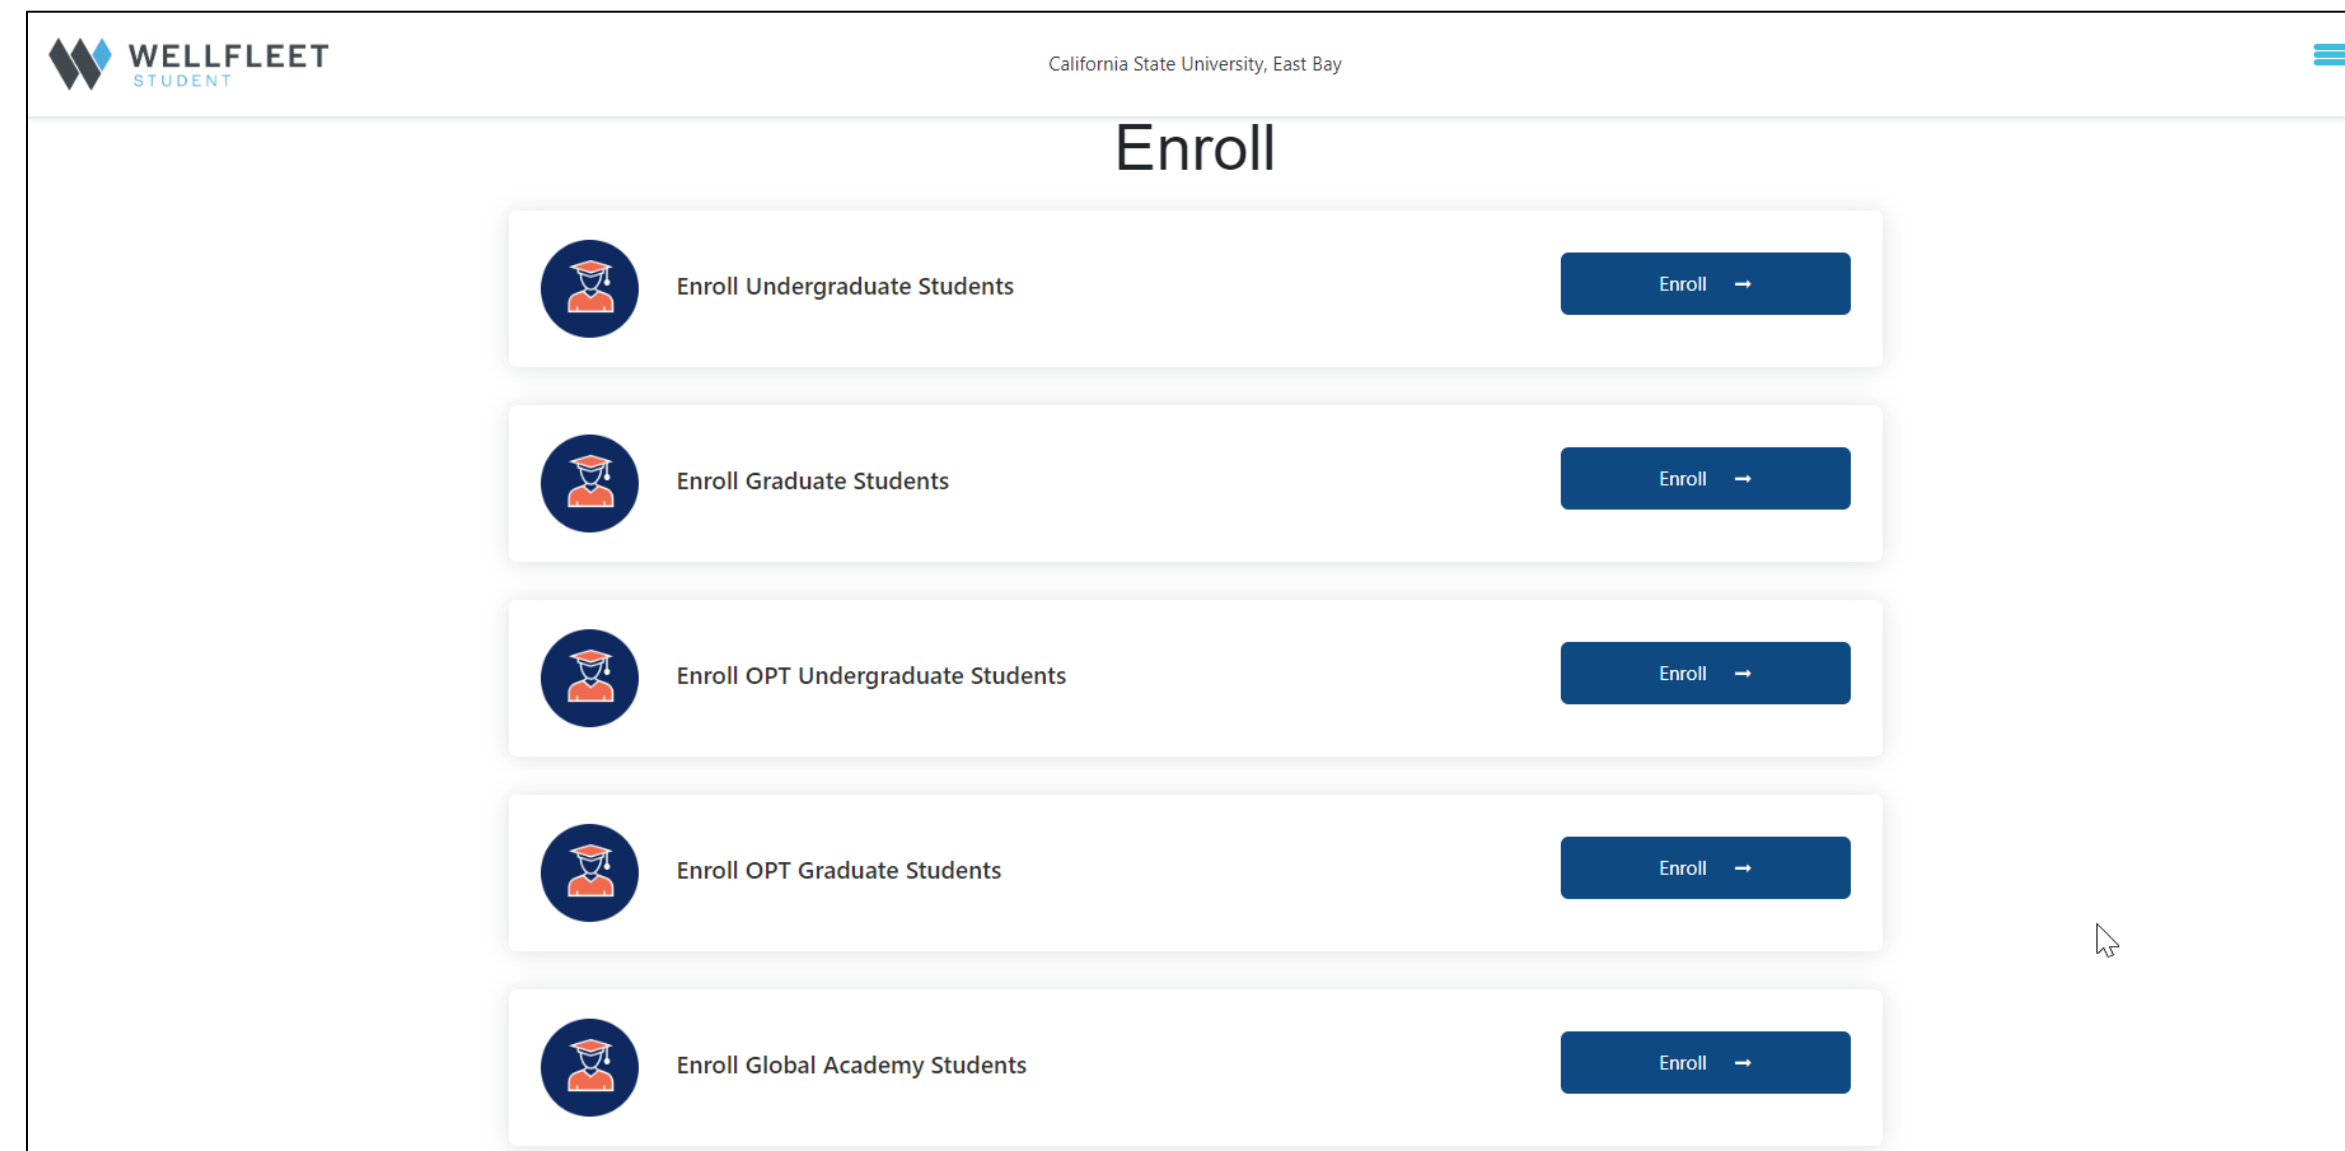 WELLFLEET
STUDENT
California State University, East Bay
Enroll
Enroll Undergraduate Students
Enroll →
Enroll Graduate Students
Enroll →
Enroll OPT Undergraduate Students
Enroll →
Enroll OPT Graduate Students
Enroll →
Enroll Global Academy Students
Enroll →